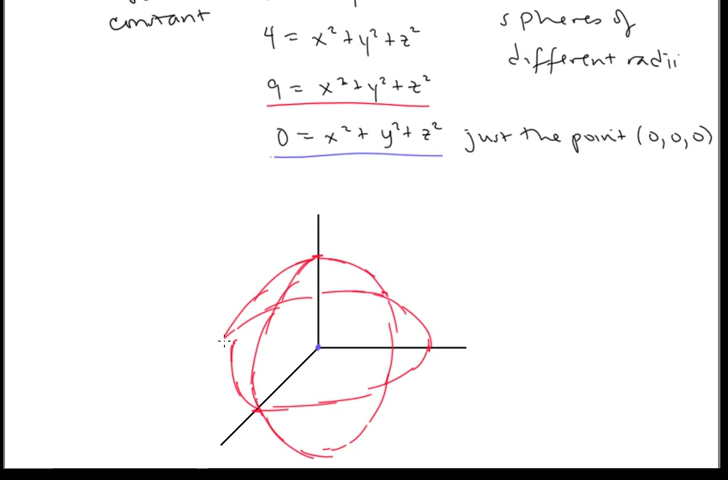 constant
4 = x² + y² + z²
spheres of
different radii
9 = x² + y² + z²
0 = x² + y² + z² just the point (0,0,0)